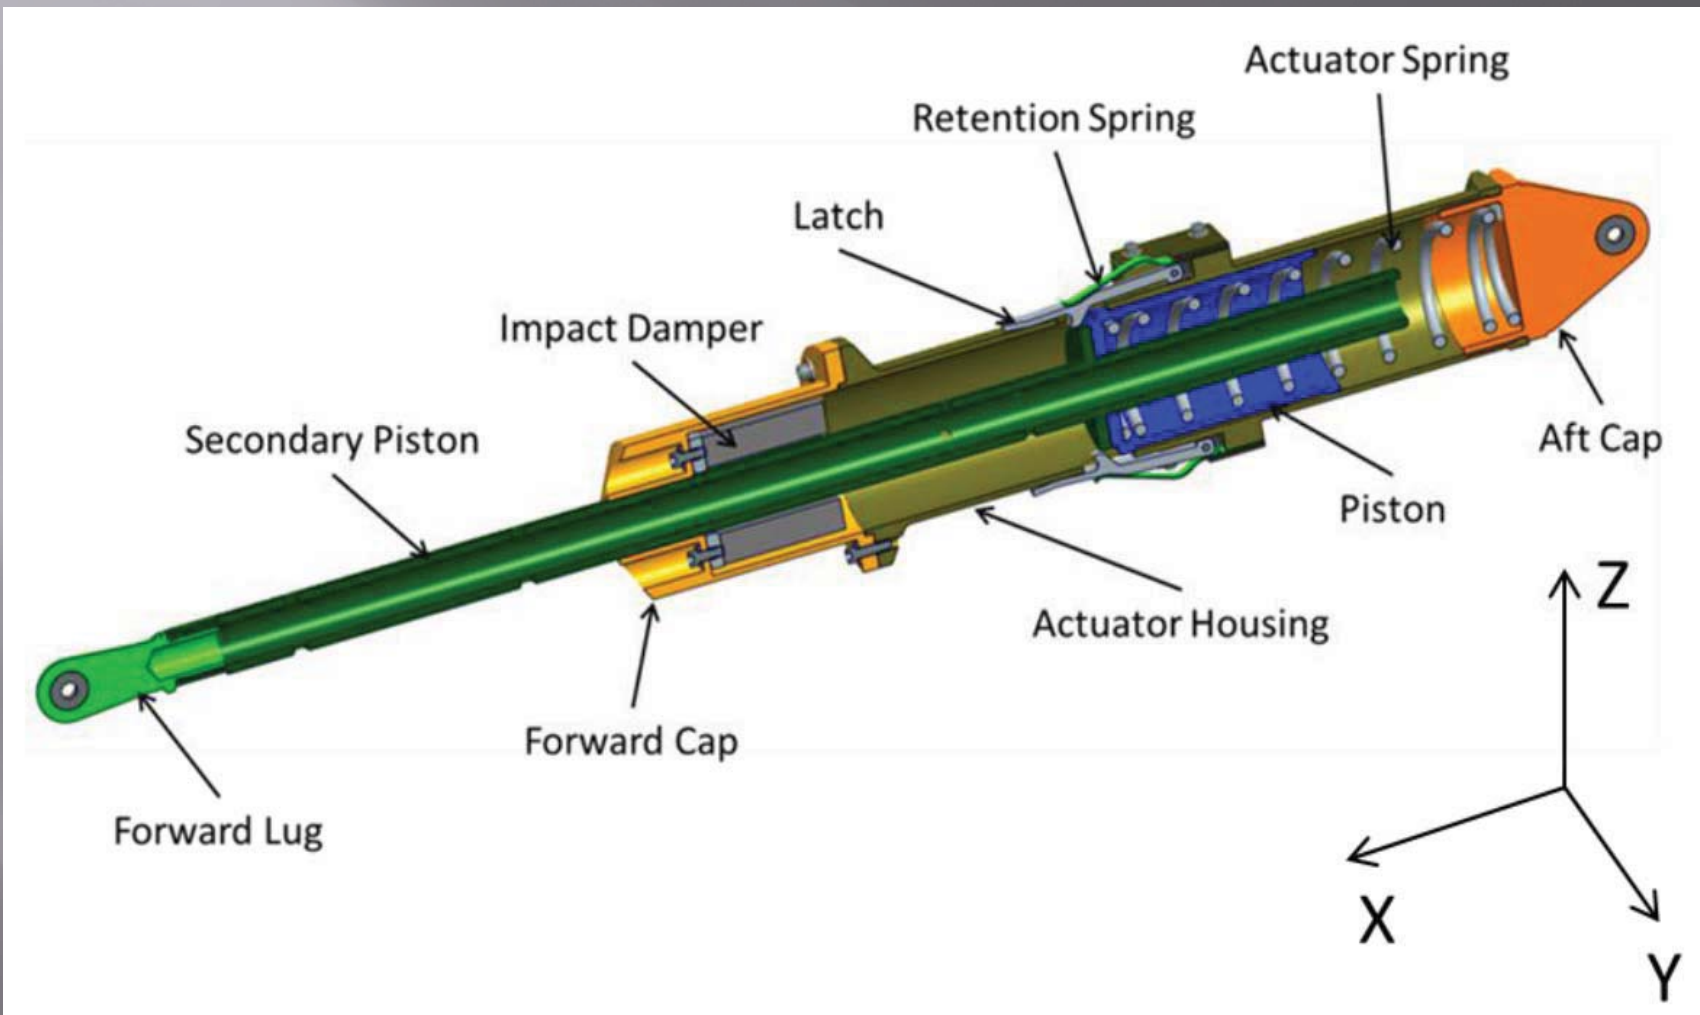 Actuator Spring
Retention Spring
Latch
Impact Damper
Secondary Piston
Aft Cap
Piston
Actuator Housing
Forward Cap
Forward Lug
Z
X
Y